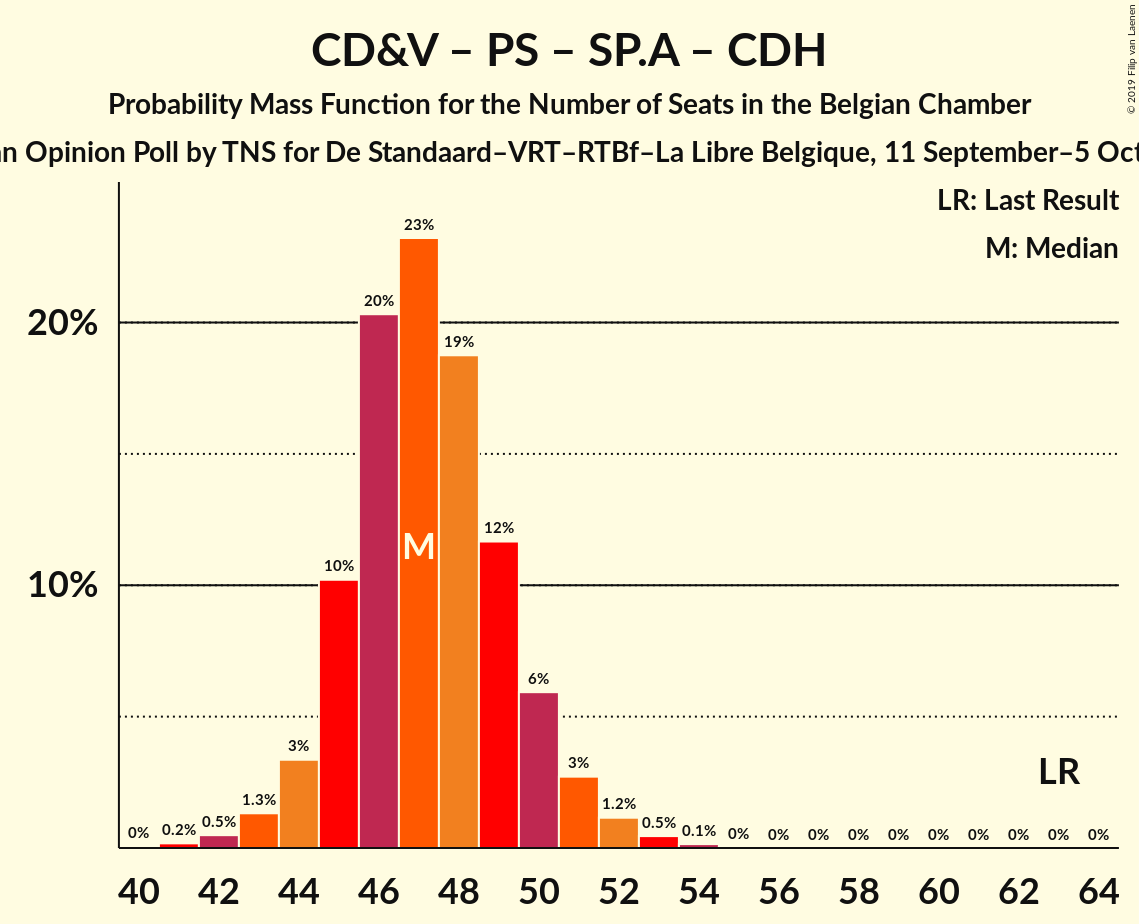 CD&V – PS – SP.A – CDH
Probability Mass Function for the Number of Seats in the Belgian Chamber
Opinion Poll by TNS for De Standaard–VRT–RTBf–La Libre Belgique, 11 September–5
© 2019 Filip van Laenen
LR: Last Result
M: Median
23%
20%
20%
19%
12%
M
10%
10%
6%
LR
3%
3%
1.3%
1.2%
0% 0.2% 0.5% 0.5% 0.1% 0% 0% 0% 0% 0% 0% 0% 0% 0% 0%
40 42 44 46 48 50 52 54 56 58 60 62 64